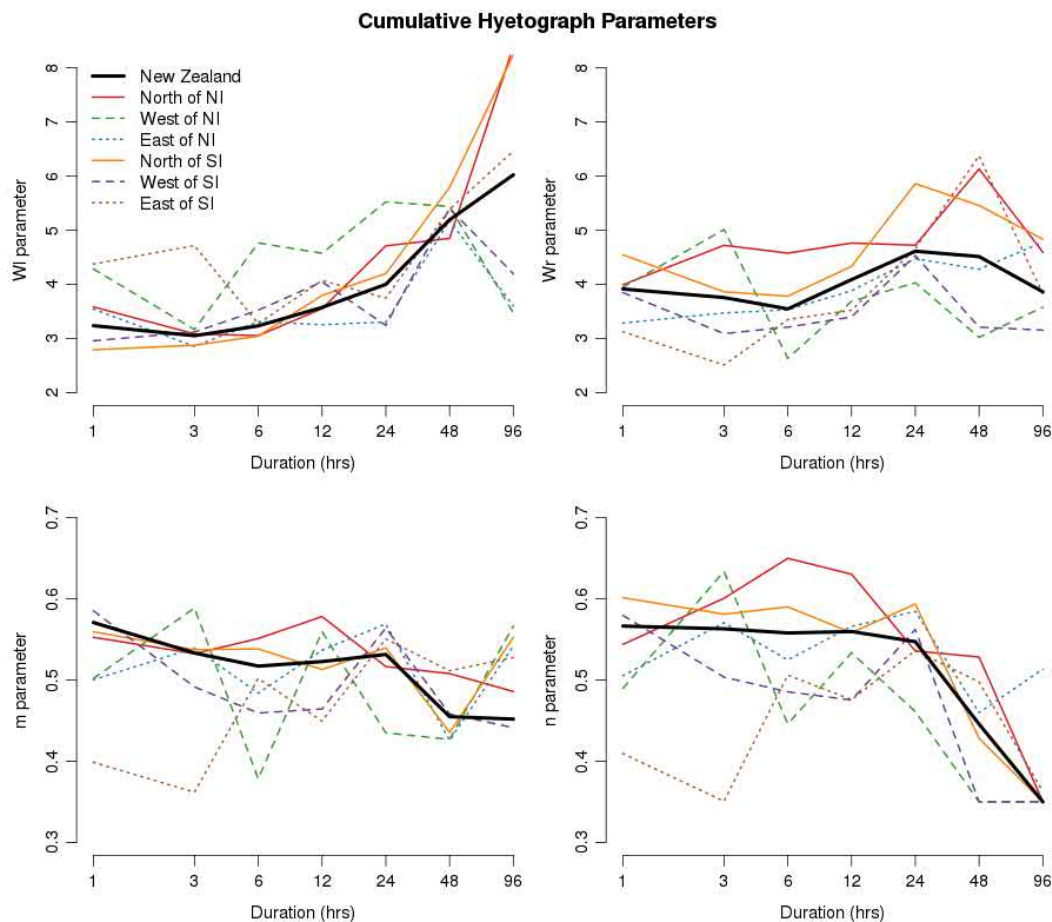 Cumulative Hyetograph Parameters
New Zealand
North of NI
West of NI
East of NI
North of SI
West of SI
East of SI
Wl parameter
2 3 4 5 6 7 8
1 3 6 12 24 48 96
Duration (hrs)
Wr parameter
2 3 4 5 6 7 8
1 3 6 12 24 48 96
Duration (hrs)
m parameter
0.3 0.4 0.5 0.6 0.7
1 3 6 12 24 48 96
Duration (hrs)
n parameter
0.3 0.4 0.5 0.6 0.7
1 3 6 12 24 48 96
Duration (hrs)